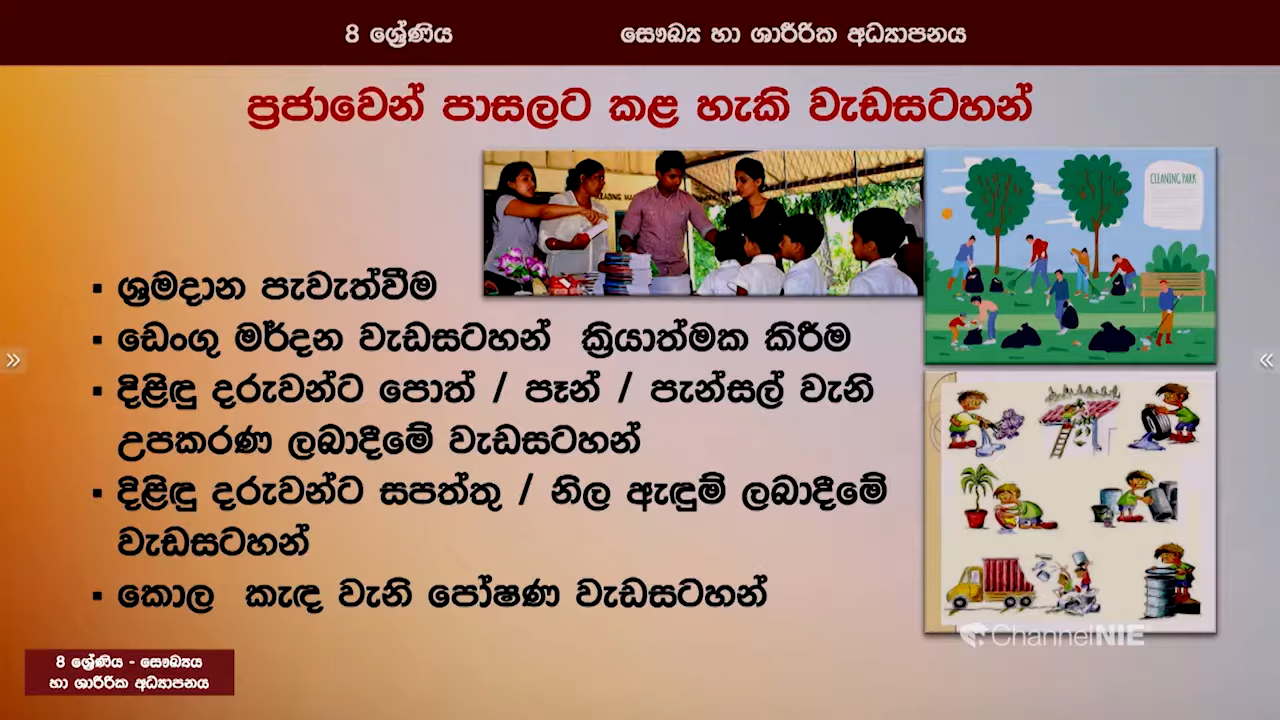 8 ශ්‍රේණිය
සෞඛ්‍ය හා ශාරීරික අධ්‍යාපනය
ප්‍රජාවෙන් පාසලට කළ හැකි වැඩසටහන්
CLEANING PARK
▪ ශ්‍රමදාන පැවැත්වීම
▪ ඩෙංගු මර්දන වැඩසටහන් ක්‍රියාත්මක කිරීම
▪ දිළිඳු දරුවන්ට පොත් / පෑන් / පැන්සල් වැනි
උපකරණ ලබාදීමේ වැඩසටහන්
▪ දිළිඳු දරුවන්ට සපත්තු / නිල ඇඳුම් ලබාදීමේ
වැඩසටහන්
▪ කොල කැඳ වැනි පෝෂණ වැඩසටහන්
ChannelNIE
8 ශ්‍රේණිය - සෞඛ්‍යය
හා ශාරීරික අධ්‍යාපනය